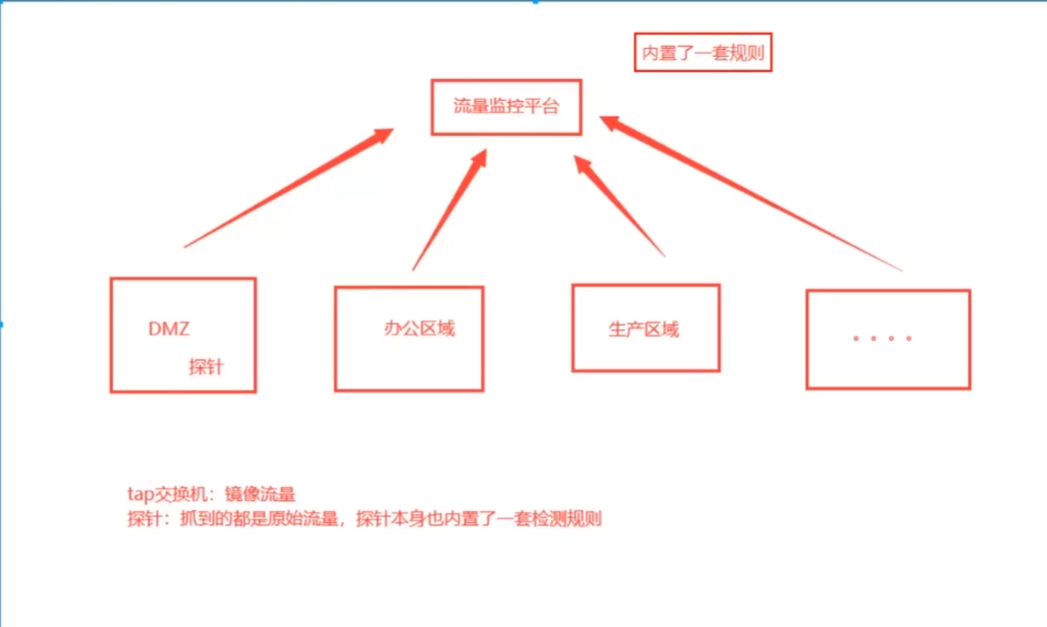 内置了一套规则
流量监控平台
DMZ
探针
办公区域
生产区域
. . . .
tap交换机：镜像流量
探针：抓到的都是原始流量，探针本身也内置了一套检测规则